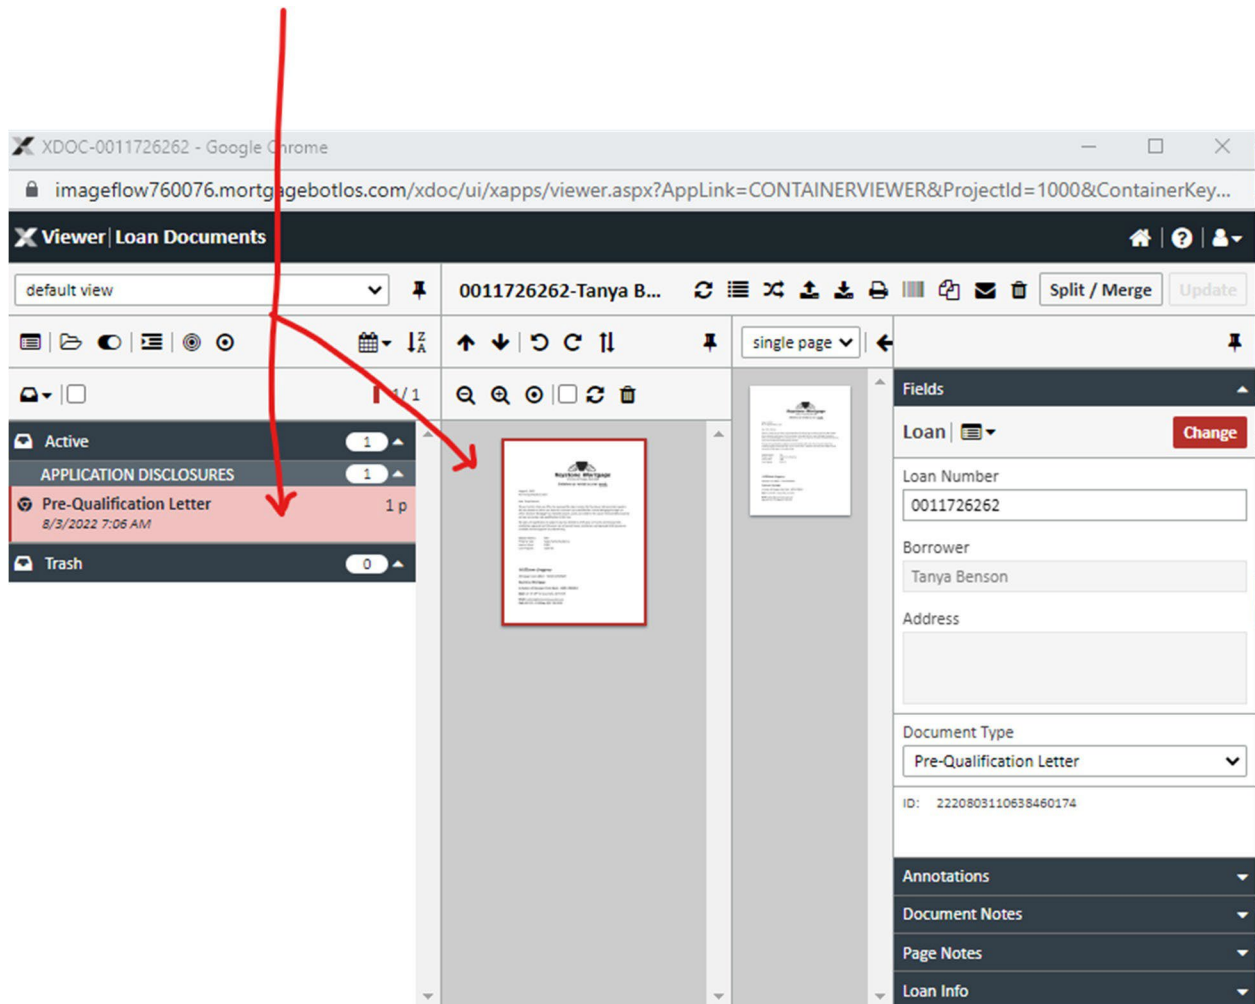 XDOC-0011726262 - Google Chrome
imageflow760076.mortgagebotlos.com/xdoc/ui/xapps/viewer.aspx?AppLink=CONTAINERVIEWER&ProjectId=1000&ContainerKey...
X Viewer|Loan Documents
default view
0011726262-Tanya B...
Split / Merge
Update
single page
1/1
Fields
Loan
Change
Active 1
APPLICATION DISCLOSURES 1
Pre-Qualification Letter 1 p
8/3/2022 7:06 AM
Trash 0
Keystone Mortgage
Loan Number
0011726262
Borrower
Tanya Benson
Address
Document Type
Pre-Qualification Letter
ID: 2220803110638460174
Annotations
Document Notes
Page Notes
Loan Info